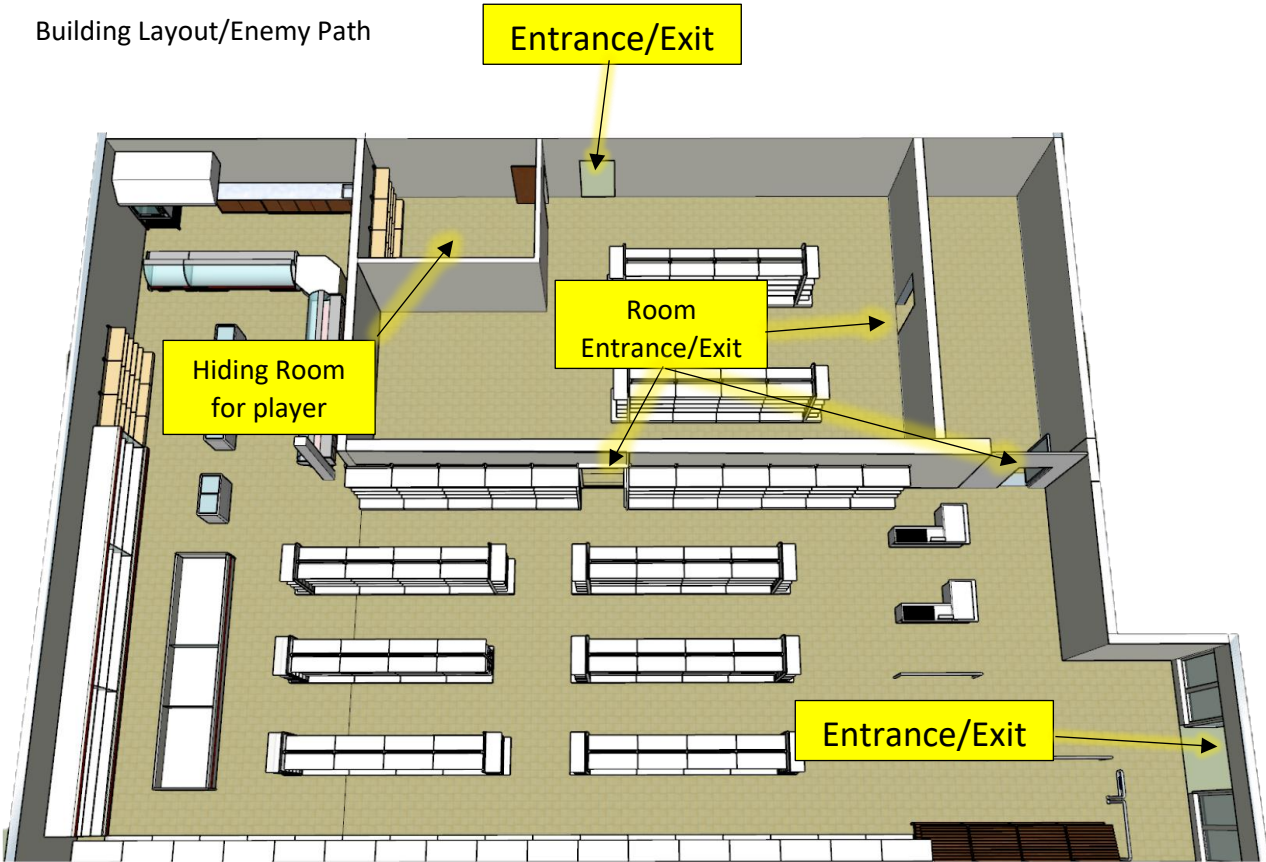 Building Layout/Enemy Path
Entrance/Exit
Room
Entrance/Exit
Hiding Room
for player
Entrance/Exit